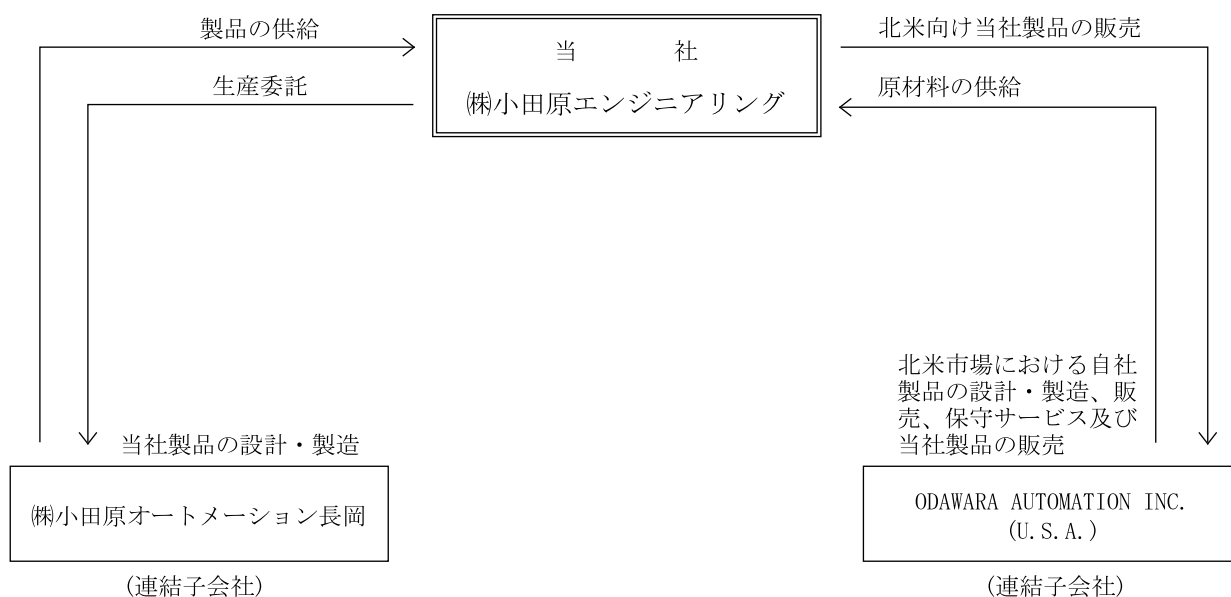 製品の供給
生産委託
当 社
㈱小田原エンジニアリング
北米向け当社製品の販売
原材料の供給
当社製品の設計・製造
㈱小田原オートメーション長岡
(連結子会社)
北米市場における自社
製品の設計・製造、販
売、保守サービス及び
当社製品の販売
ODAWARA AUTOMATION INC.
(U.S.A.)
(連結子会社)